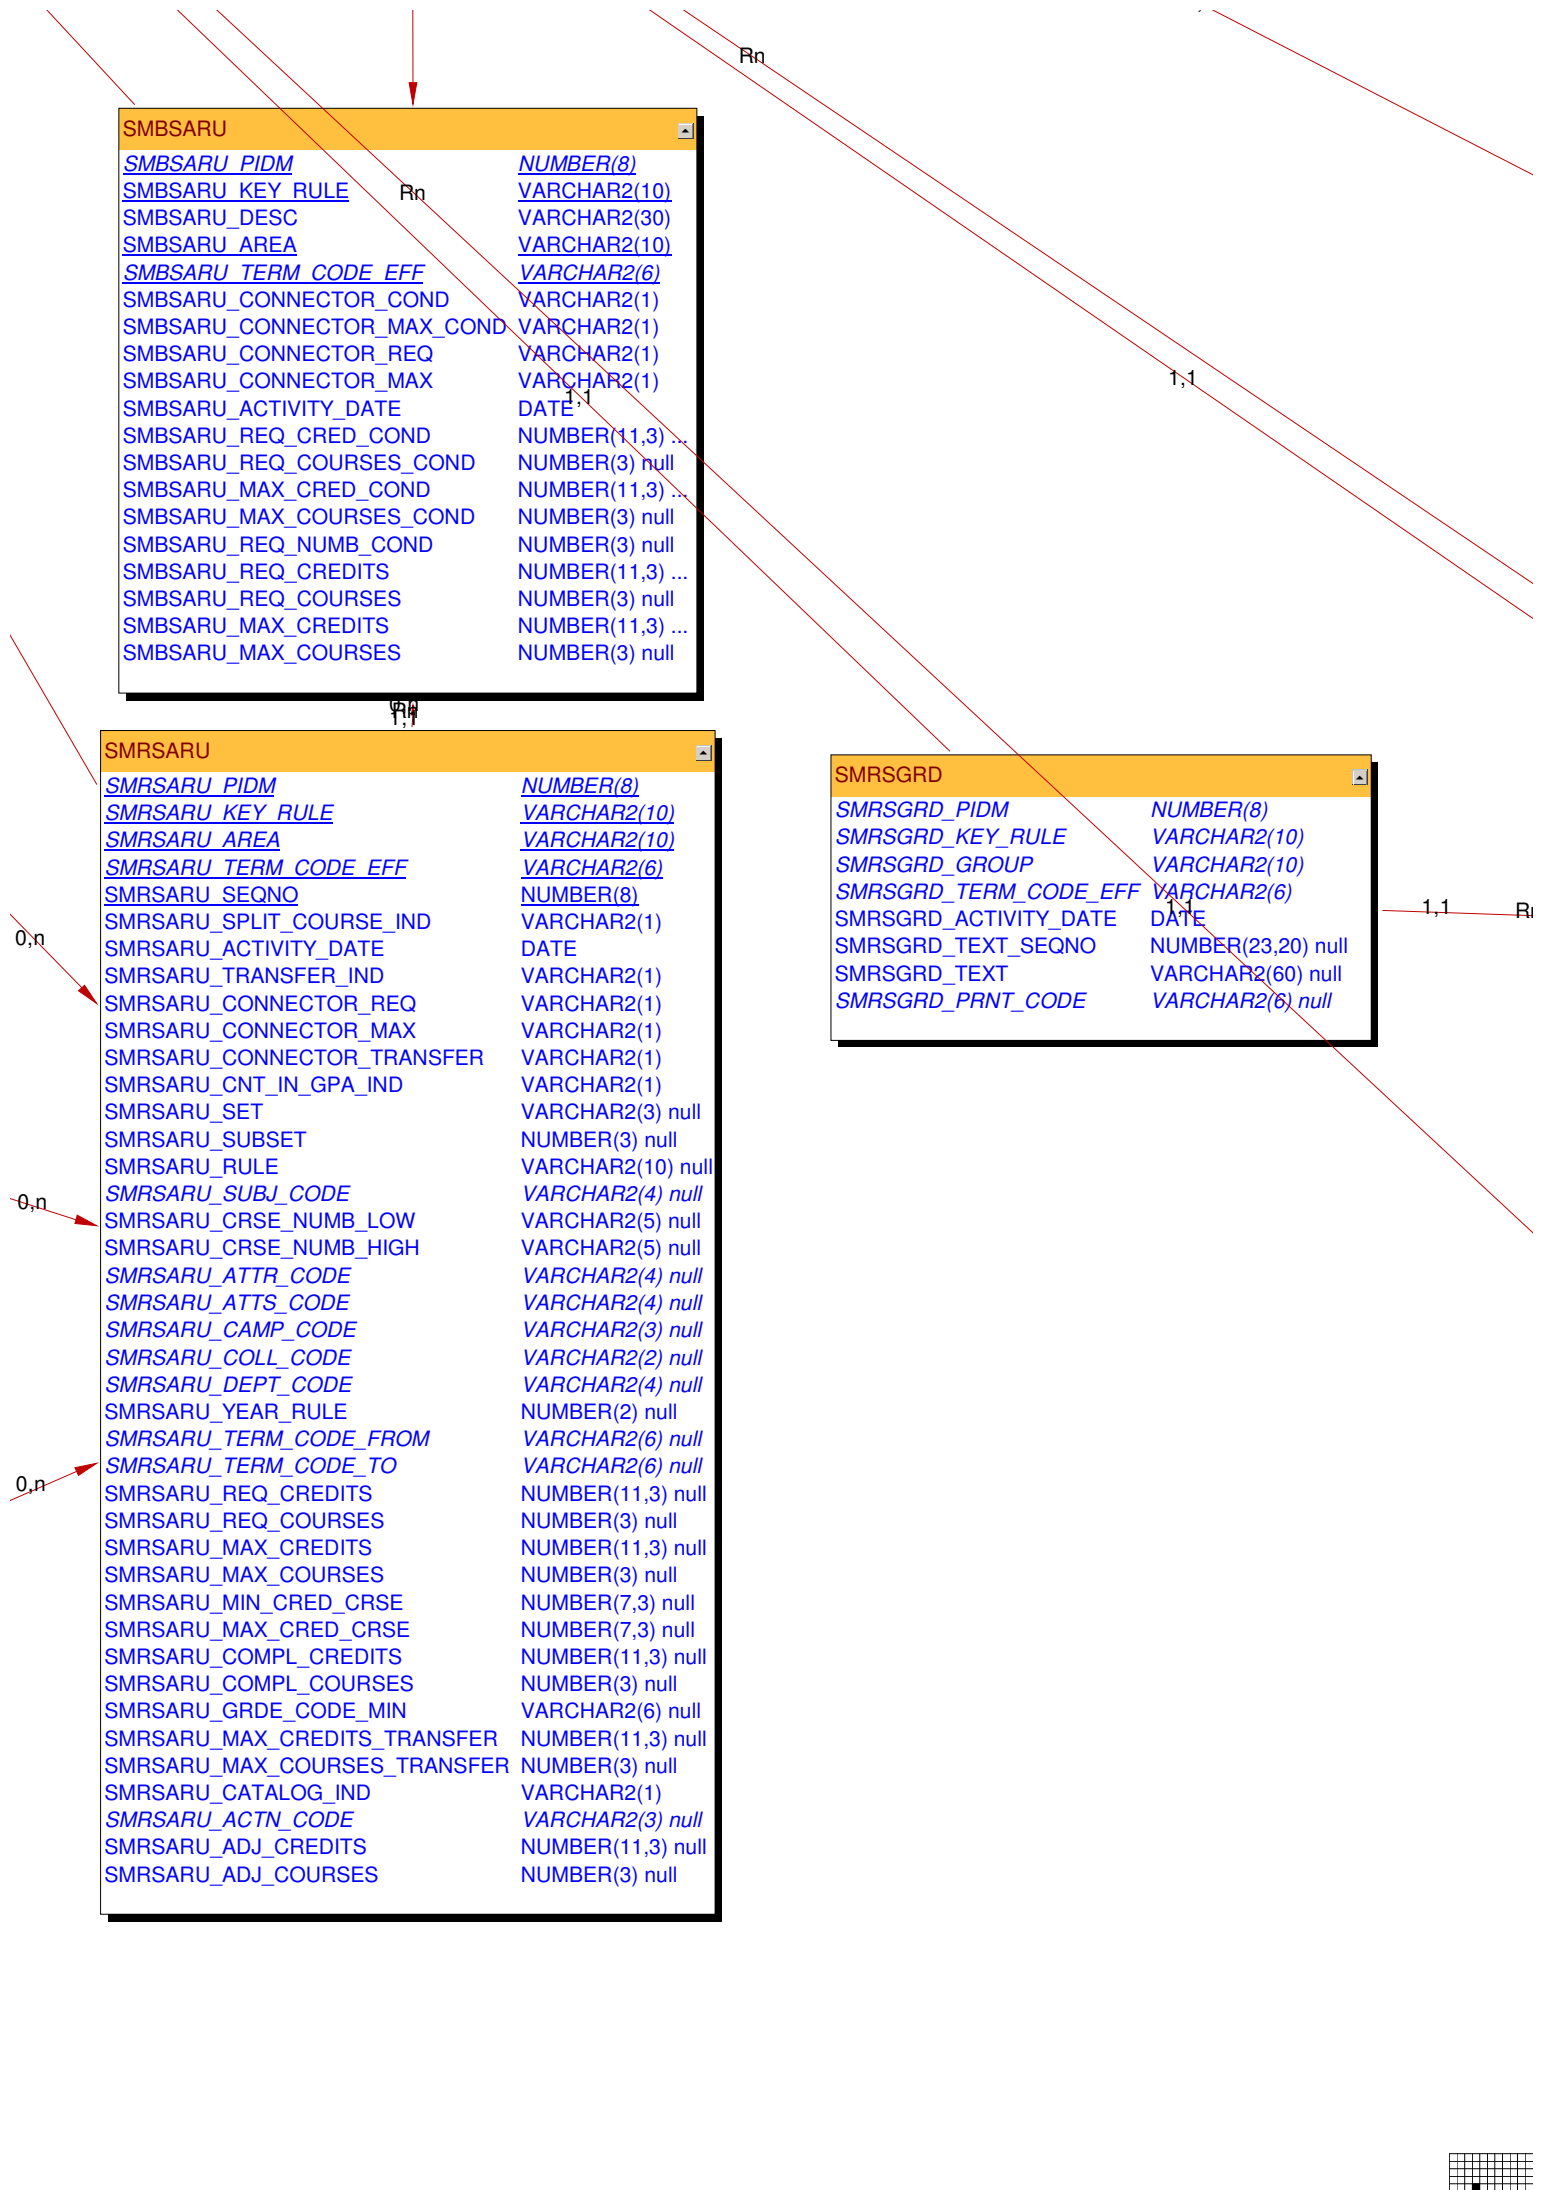 Rn
SMBSARU
SMBSARU_PIDM NUMBER(8)
SMBSARU_KEY_RULE VARCHAR2(10)
Rn
SMBSARU_DESC VARCHAR2(30)
SMBSARU_AREA VARCHAR2(10)
SMBSARU_TERM_CODE_EFF VARCHAR2(6)
SMBSARU_CONNECTOR_COND VARCHAR2(1)
SMBSARU_CONNECTOR_MAX_COND VARCHAR2(1)
SMBSARU_CONNECTOR_REQ VARCHAR2(1)
SMBSARU_CONNECTOR_MAX VARCHAR2(1)
1,1
1,1
SMBSARU_ACTIVITY_DATE DATE
SMBSARU_REQ_CRED_COND NUMBER(11,3) ...
SMBSARU_REQ_COURSES_COND NUMBER(3) null
SMBSARU_MAX_CRED_COND NUMBER(11,3) ...
SMBSARU_MAX_COURSES_COND NUMBER(3) null
SMBSARU_REQ_NUMB_COND NUMBER(3) null
SMBSARU_REQ_CREDITS NUMBER(11,3) ...
SMBSARU_REQ_COURSES NUMBER(3) null
SMBSARU_MAX_CREDITS NUMBER(11,3) ...
SMBSARU_MAX_COURSES NUMBER(3) null
SMRSARU
SMRSARU_PIDM NUMBER(8)
SMRSARU_KEY_RULE VARCHAR2(10)
SMRSARU_AREA VARCHAR2(10)
SMRSARU_TERM_CODE_EFF VARCHAR2(6)
SMRSARU_SEQNO NUMBER(8)
SMRSARU_SPLIT_COURSE_IND VARCHAR2(1)
0,n
SMRSARU_ACTIVITY_DATE DATE
SMRSARU_TRANSFER_IND VARCHAR2(1)
SMRSARU_CONNECTOR_REQ VARCHAR2(1)
SMRSARU_CONNECTOR_MAX VARCHAR2(1)
SMRSARU_CONNECTOR_TRANSFER VARCHAR2(1)
SMRSARU_CNT_IN_GPA_IND VARCHAR2(1)
SMRSARU_SET VARCHAR2(3) null
SMRSARU_SUBSET NUMBER(3) null
SMRSARU_RULE VARCHAR2(10) null
SMRSARU_SUBJ_CODE VARCHAR2(4) null
0,n
SMRSARU_CRSE_NUMB_LOW VARCHAR2(5) null
SMRSARU_CRSE_NUMB_HIGH VARCHAR2(5) null
SMRSARU_ATTR_CODE VARCHAR2(4) null
SMRSARU_ATTS_CODE VARCHAR2(4) null
SMRSARU_CAMP_CODE VARCHAR2(3) null
SMRSARU_COLL_CODE VARCHAR2(2) null
SMRSARU_DEPT_CODE VARCHAR2(4) null
SMRSARU_YEAR_RULE NUMBER(2) null
SMRSARU_TERM_CODE_FROM VARCHAR2(6) null
SMRSARU_TERM_CODE_TO VARCHAR2(6) null
0,n
SMRSARU_REQ_CREDITS NUMBER(11,3) null
SMRSARU_REQ_COURSES NUMBER(3) null
SMRSARU_MAX_CREDITS NUMBER(11,3) null
SMRSARU_MAX_COURSES NUMBER(3) null
SMRSARU_MIN_CRED_CRSE NUMBER(7,3) null
SMRSARU_MAX_CRED_CRSE NUMBER(7,3) null
SMRSARU_COMPL_CREDITS NUMBER(11,3) null
SMRSARU_COMPL_COURSES NUMBER(3) null
SMRSARU_GRDE_CODE_MIN VARCHAR2(6) null
SMRSARU_MAX_CREDITS_TRANSFER NUMBER(11,3) null
SMRSARU_MAX_COURSES_TRANSFER NUMBER(3) null
SMRSARU_CATALOG_IND VARCHAR2(1)
SMRSARU_ACTN_CODE VARCHAR2(3) null
SMRSARU_ADJ_CREDITS NUMBER(11,3) null
SMRSARU_ADJ_COURSES NUMBER(3) null
SMRSGRD
SMRSGRD_PIDM NUMBER(8)
SMRSGRD_KEY_RULE VARCHAR2(10)
SMRSGRD_GROUP VARCHAR2(10)
SMRSGRD_TERM_CODE_EFF VARCHAR2(6)
1,1
SMRSGRD_ACTIVITY_DATE DATE
SMRSGRD_TEXT_SEQNO NUMBER(23,20) null
SMRSGRD_TEXT VARCHAR2(60) null
SMRSGRD_PRNT_CODE VARCHAR2(6) null
1,1